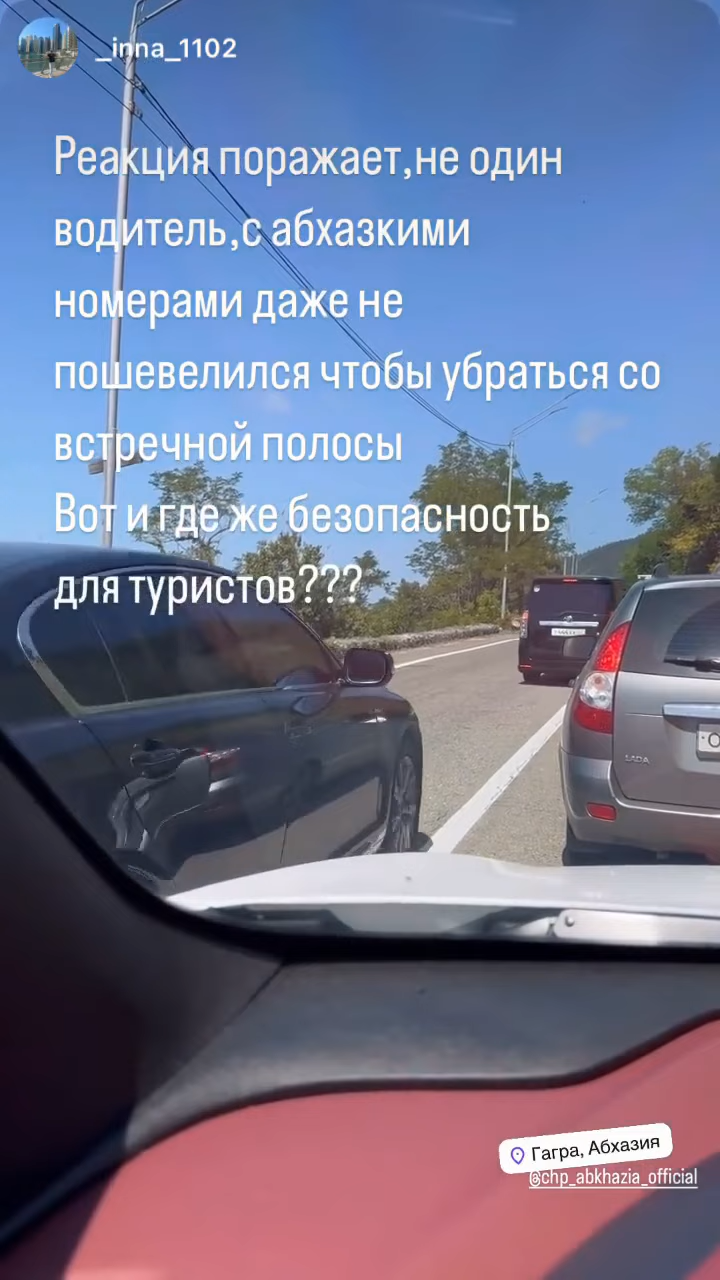 _inna_1102
Реакция поражает,не один
водитель,с абхазкими
номерами даже не
пошевелился чтобы убраться со
встречной полосы
Вот и где же безопасность
для туристов???
LADA
Гагра, Абхазия
@chp_abkhazia_official